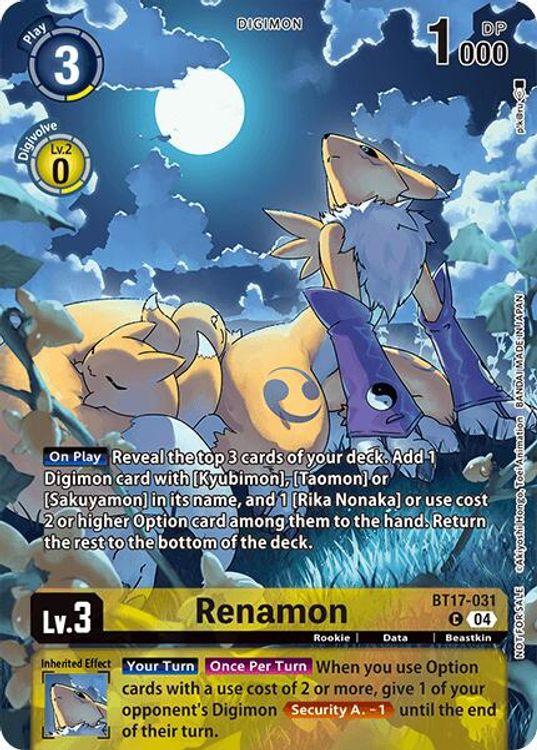 DIGIMON
Play
3
1000
DP
Digivolve
Lv.2
0
p!k@ru
On Play Reveal the top 3 cards of your deck. Add 1
Digimon card with [Kyubimon], [Taomon] or
[Sakuyamon] in its name, and 1 [Rika Nonaka] or use cost
2 or higher Option card among them to the hand. Return
the rest to the bottom of the deck.
©Akiyoshi Hongo, Toei Animation BANDAI MADE IN JAPAN
NOT FOR SALE
BT17-031
Lv.3
Renamon
C 04
Rookie | Data | Beastkin
Inherited Effect
Your Turn Once Per Turn When you use Option
cards with a use cost of 2 or more, give 1 of your
opponent's Digimon Security A. -1 until the end
of their turn.